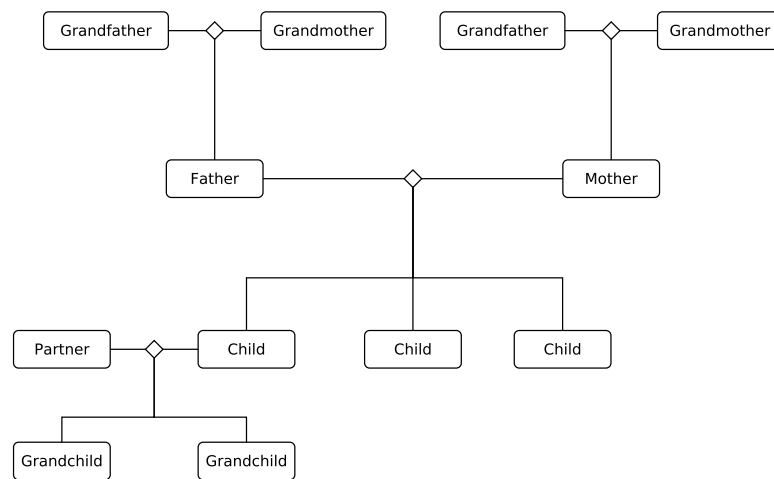 Grandfather
Grandmother
Grandfather
Grandmother
Father
Mother
Partner
Child
Child
Child
Grandchild
Grandchild